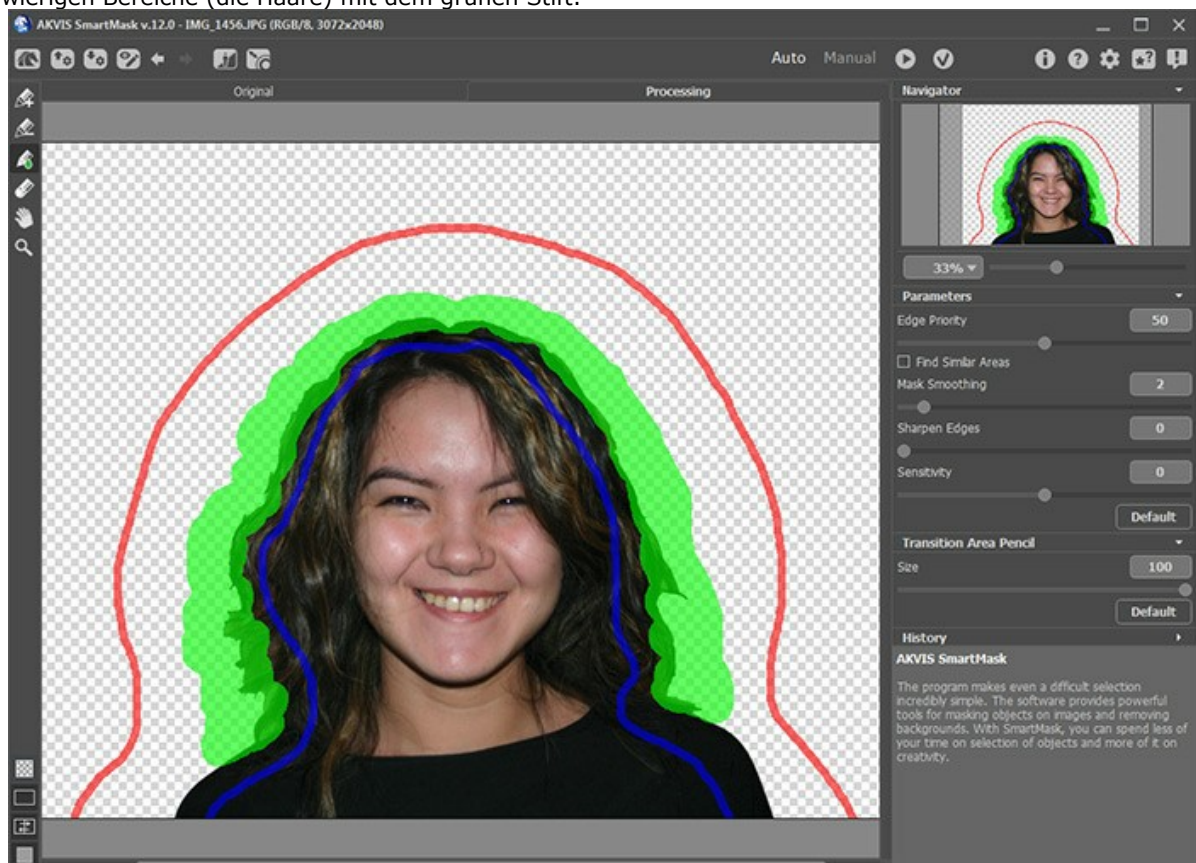 wierigen Bereiche (die Haare) mit dem grünen Stift.
AKVIS SmartMask v.12.0 - IMG_1456.JPG (RGB/8, 3072x2048)
Auto Manual
Original Processing
Navigator
33%
Parameters
Edge Priority 50
Find Similar Areas
Mask Smoothing 2
Sharpen Edges 0
Sensitivity 0
Default
Transition Area Pencil
Size 100
Default
History
AKVIS SmartMask
The program makes even a difficult selection
incredibly simple. The software provides powerful
tools for masking objects on images and removing
backgrounds. With SmartMask, you can spend less of
your time on selection of objects and more of it on
creativity.